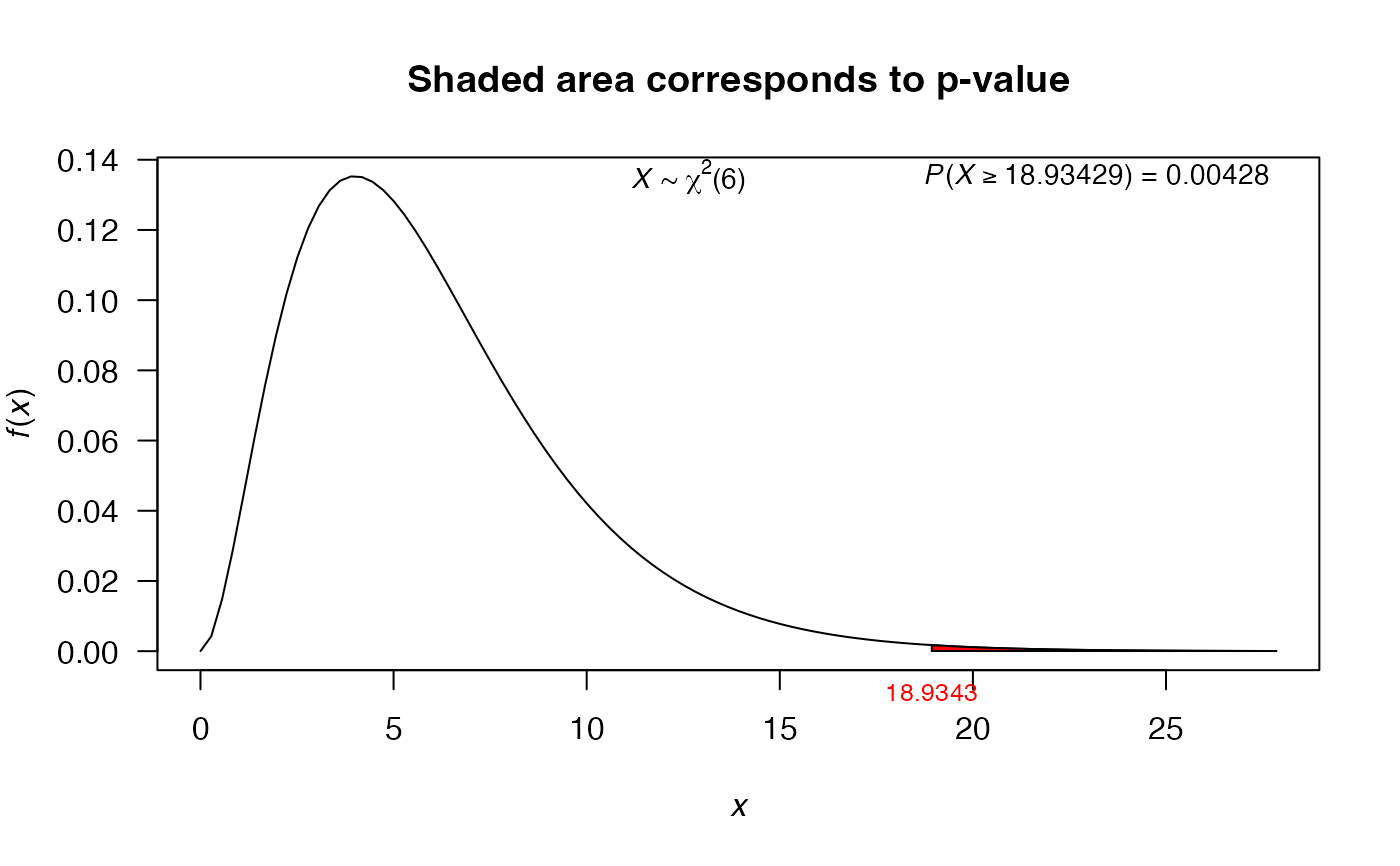 Shaded area corresponds to p-value
X ~ χ²(6)
P(X ≥ 18.93429) = 0.00428
f(x)
0.14
0.12
0.10
0.08
0.06
0.04
0.02
0.00
18.9343
0 5 10 15 20 25
x